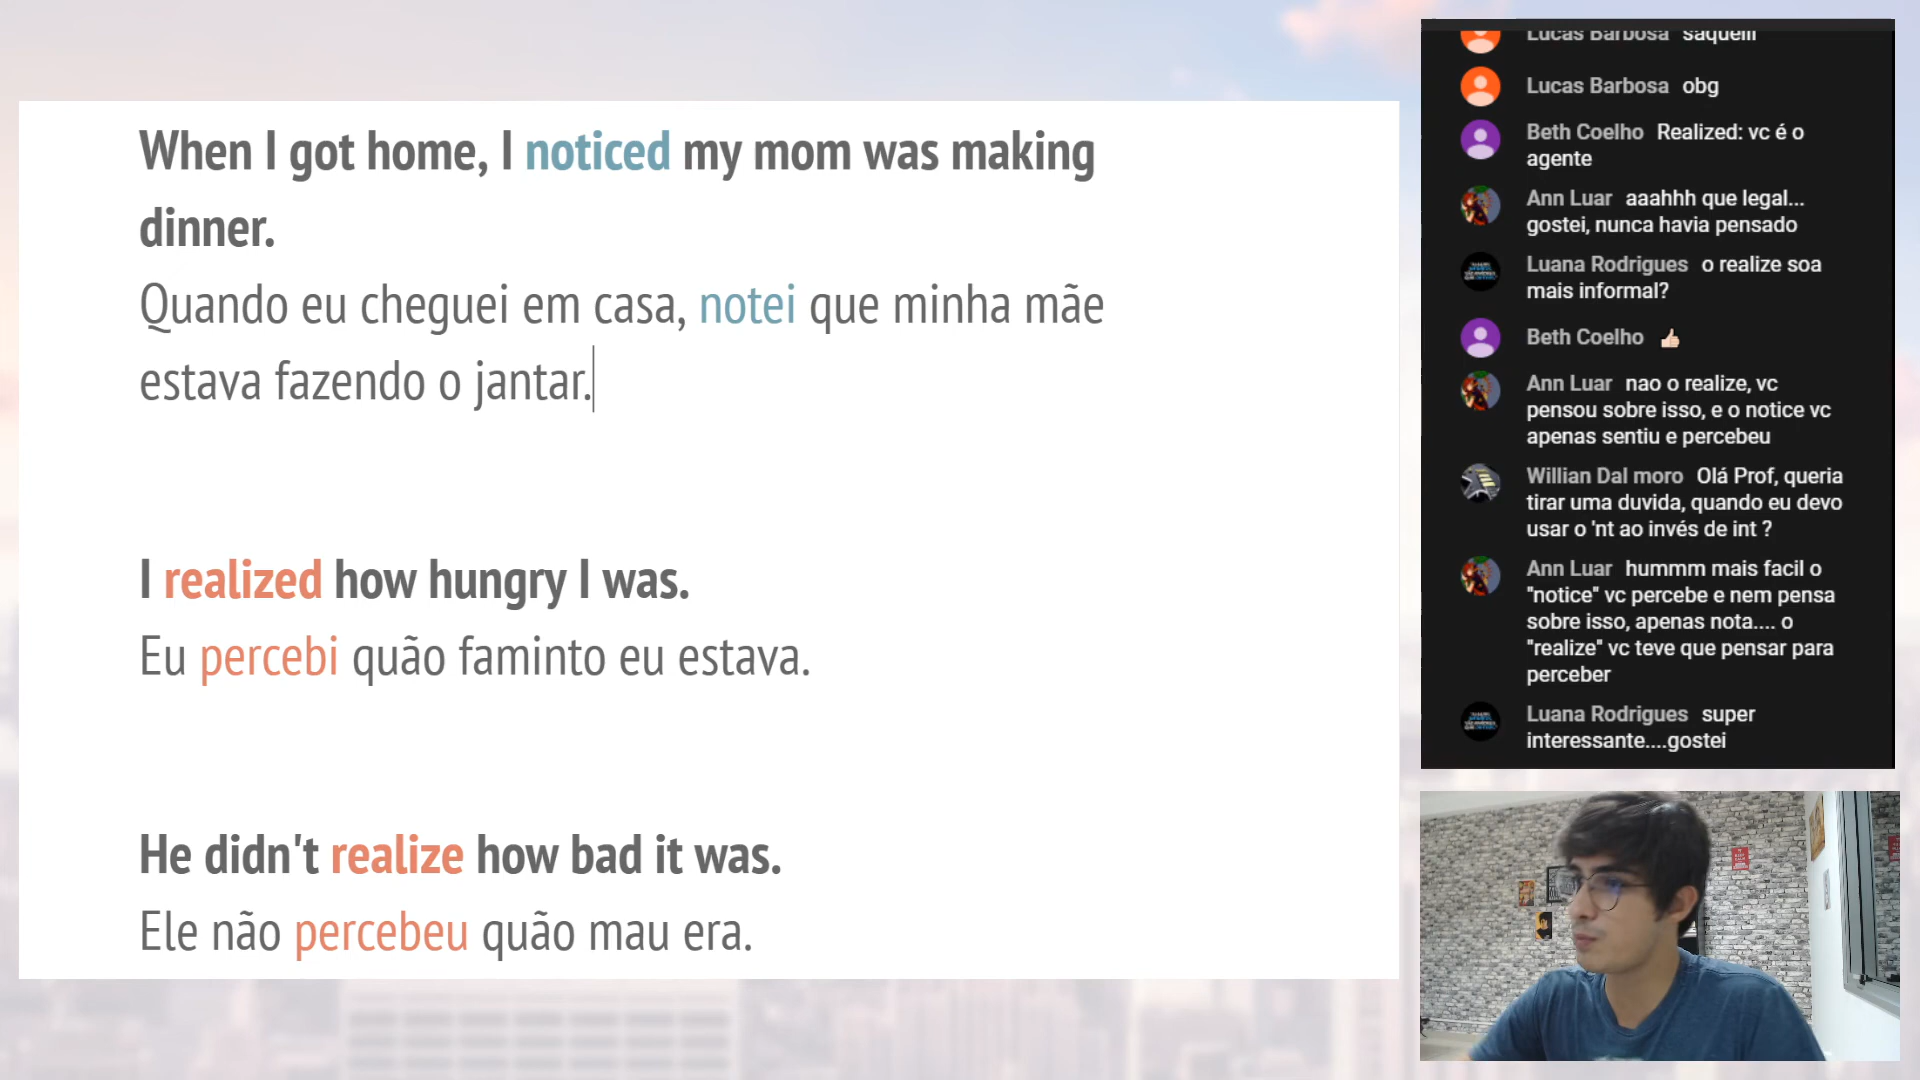 When I got home, I noticed my mom was making
dinner.
Quando eu cheguei em casa, notei que minha mãe
estava fazendo o jantar.
I realized how hungry I was.
Eu percebi quão faminto eu estava.
He didn't realize how bad it was.
Ele não percebeu quão mau era.
Lucas Barbosa saqueiii
Lucas Barbosa obg
Beth Coelho Realized: vc é o
agente
Ann Luar aaahhh que legal...
gostei, nunca havia pensado
Luana Rodrigues o realize soa
mais informal?
Beth Coelho 👍🏻
Ann Luar nao o realize, vc
pensou sobre isso, e o notice vc
apenas sentiu e percebeu
Willian Dal moro Olá Prof, queria
tirar uma duvida, quando eu devo
usar o 'nt ao invés de int ?
Ann Luar hummm mais facil o
"notice" vc percebe e nem pensa
sobre isso, apenas nota.... o
"realize" vc teve que pensar para
perceber
Luana Rodrigues super
interessante....gostei